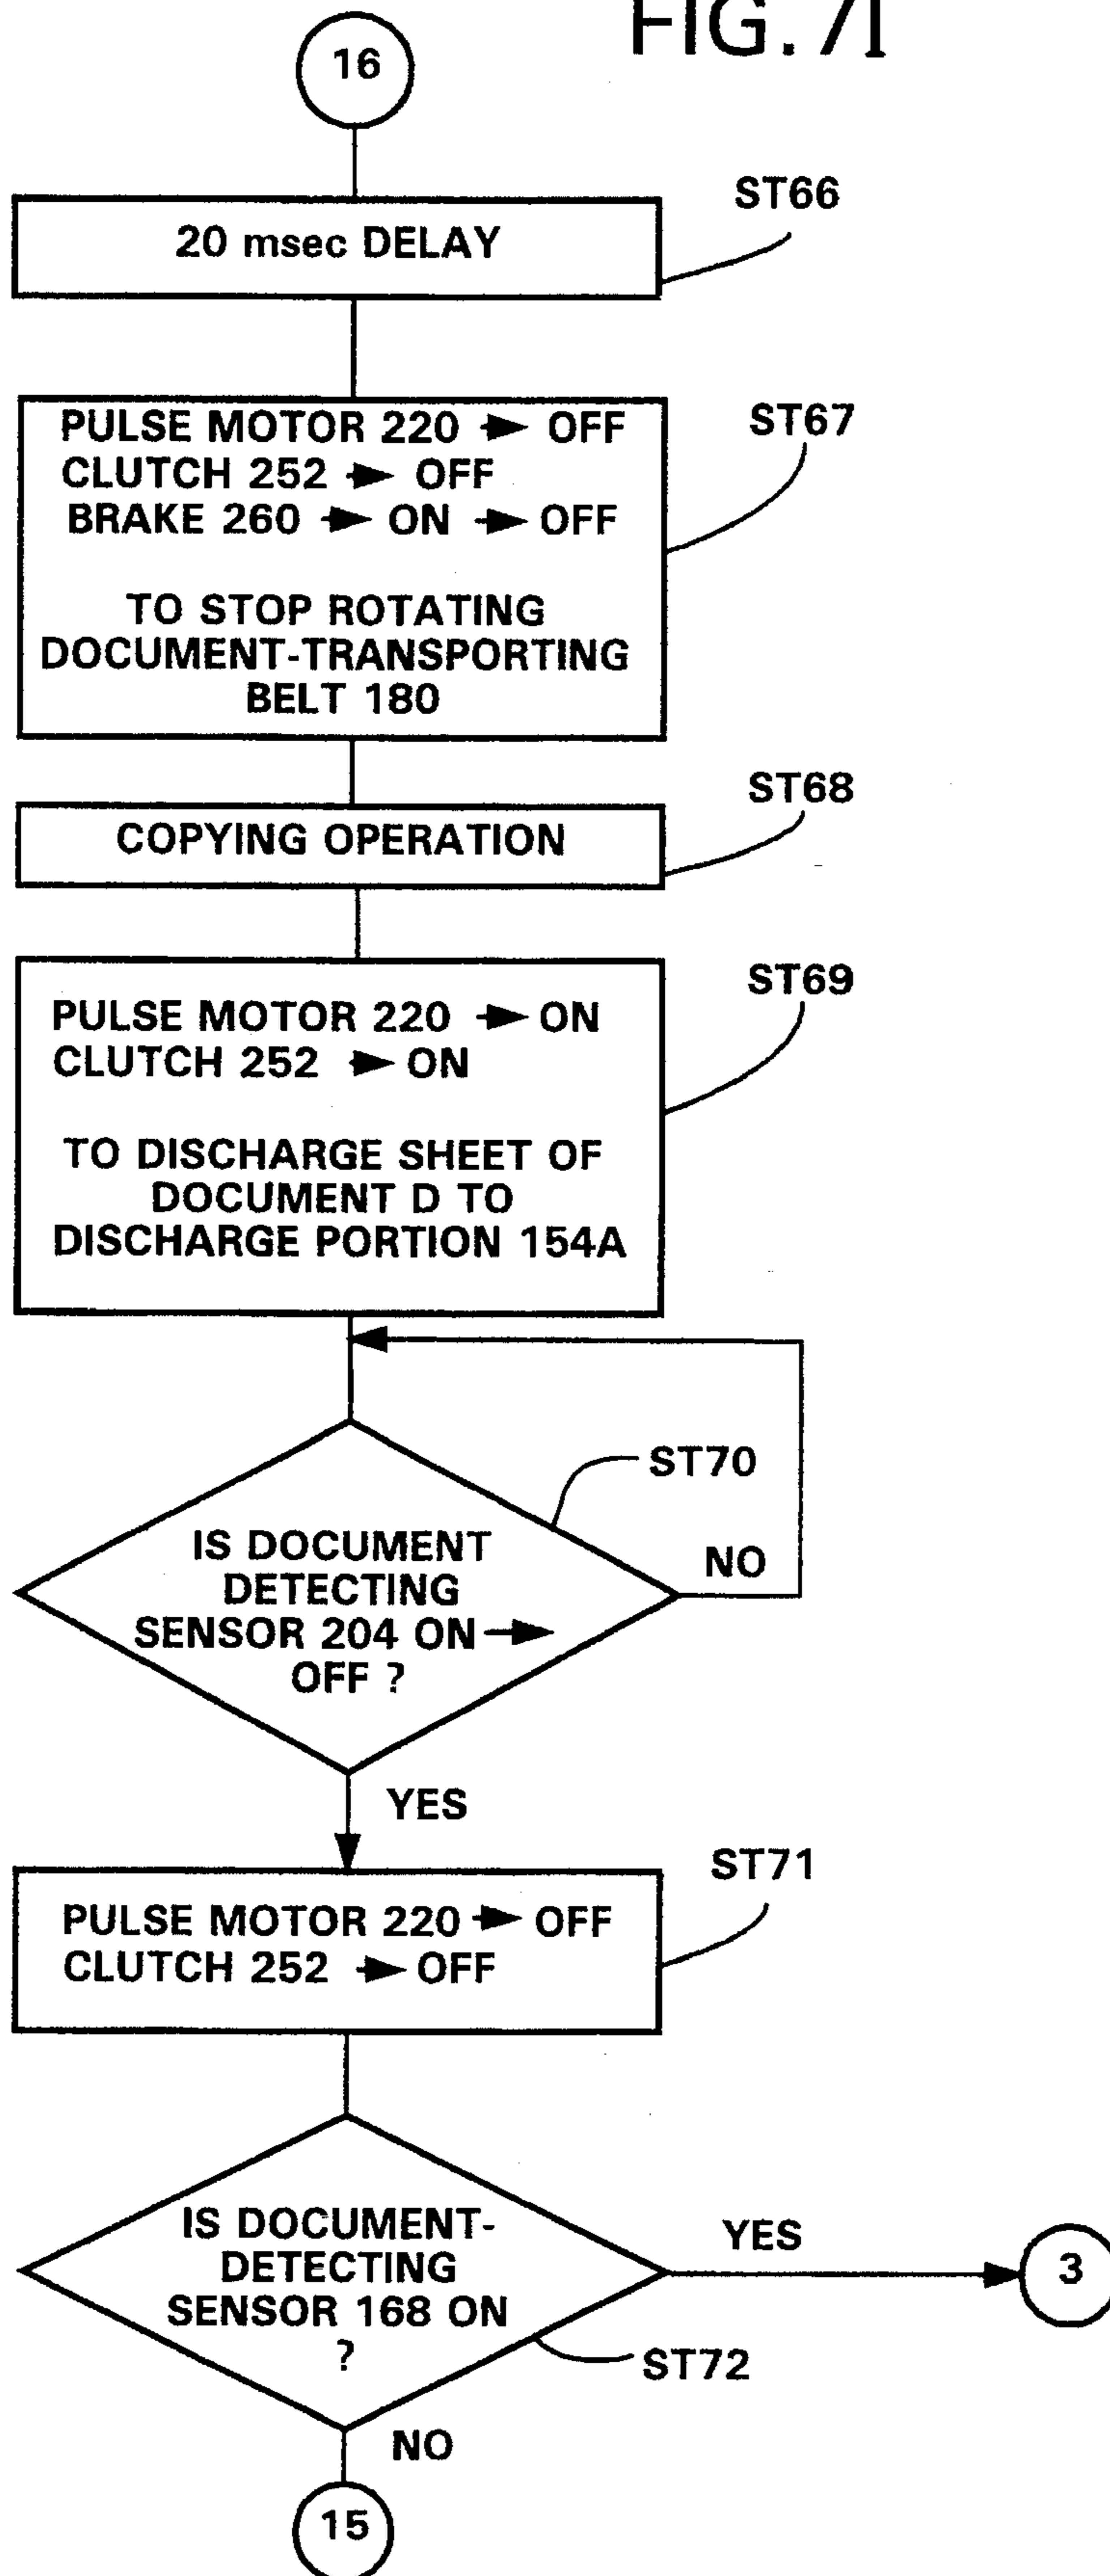 FIG. 7I
16
ST66
20 msec DELAY
ST67
PULSE MOTOR 220 → OFF
CLUTCH 252 → OFF
BRAKE 260 → ON → OFF
TO STOP ROTATING
DOCUMENT-TRANSPORTING
BELT 180
ST68
COPYING OPERATION
ST69
PULSE MOTOR 220 → ON
CLUTCH 252 → ON
TO DISCHARGE SHEET OF
DOCUMENT D TO
DISCHARGE PORTION 154A
ST70
IS DOCUMENT
DETECTING
SENSOR 204 ON →
OFF ?
NO
YES
ST71
PULSE MOTOR 220 → OFF
CLUTCH 252 → OFF
IS DOCUMENT-
DETECTING
SENSOR 168 ON
?
YES
3
ST72
NO
15